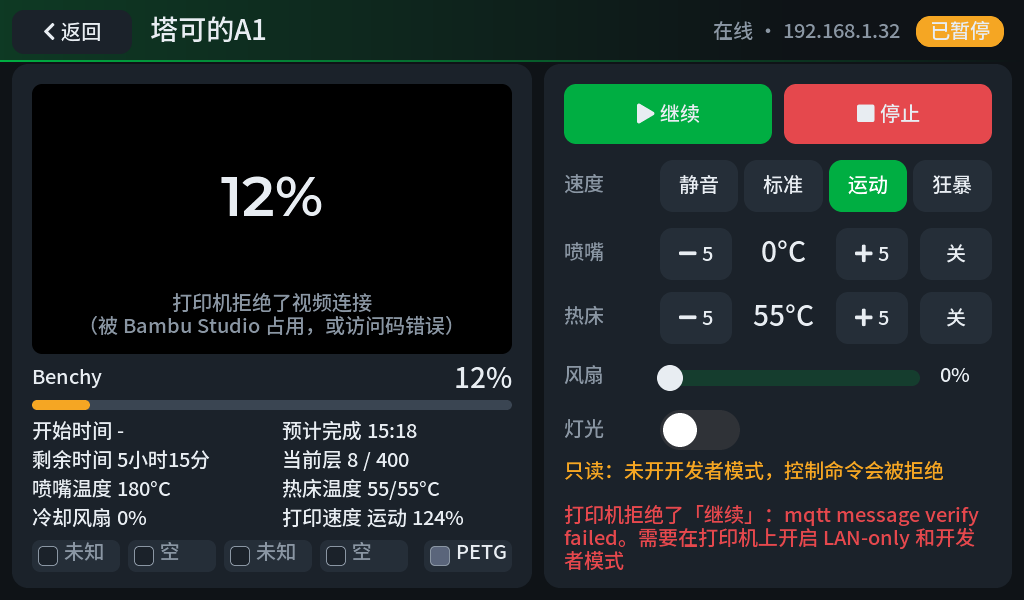 返回
塔可的A1
在线 · 192.168.1.32
已暂停
12%
打印机拒绝了视频连接
（被 Bambu Studio 占用，或访问码错误）
Benchy
12%
开始时间 -
预计完成 15:18
剩余时间 5小时15分
当前层 8 / 400
喷嘴温度 180°C
热床温度 55/55°C
冷却风扇 0%
打印速度 运动 124%
未知
空
未知
空
PETG
继续
停止
速度
静音
标准
运动
狂暴
喷嘴
− 5
0°C
+ 5
关
热床
− 5
55°C
+ 5
关
风扇
0%
灯光
只读：未开开发者模式，控制命令会被拒绝
打印机拒绝了「继续」：mqtt message verify
failed。需要在打印机上开启 LAN-only 和开发
者模式